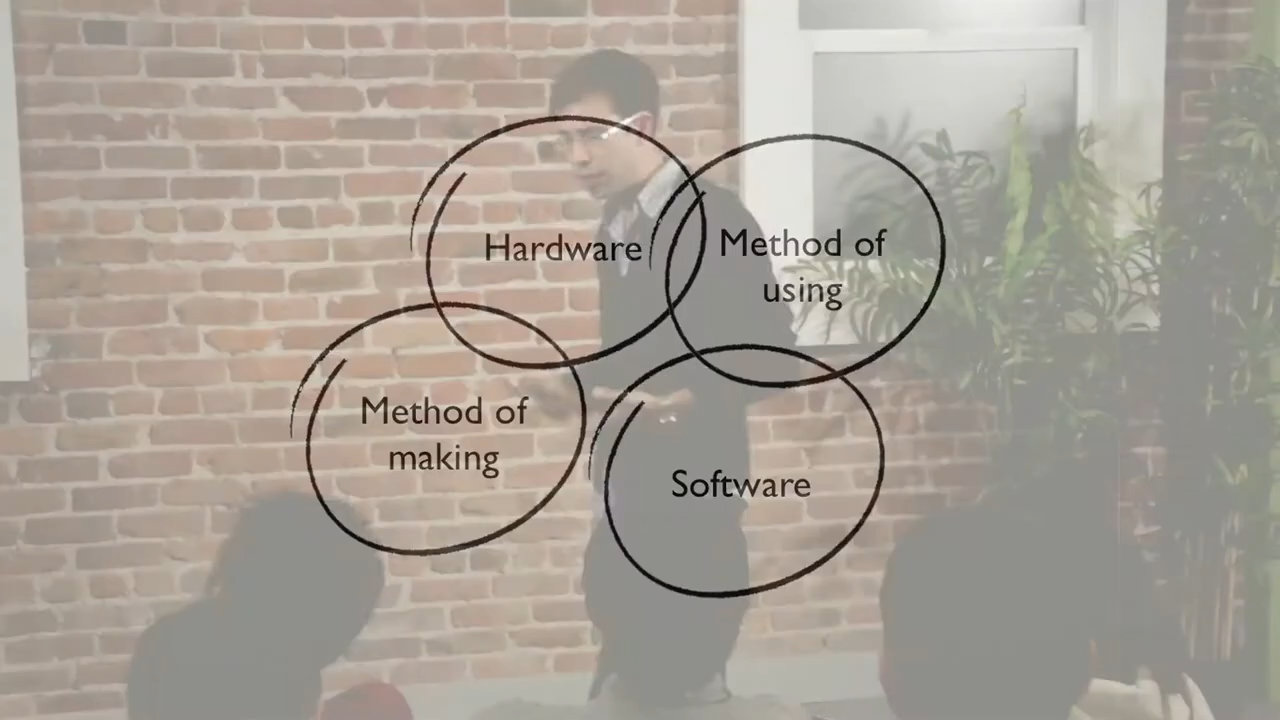 Hardware
Method of
using
Method of
making
Software